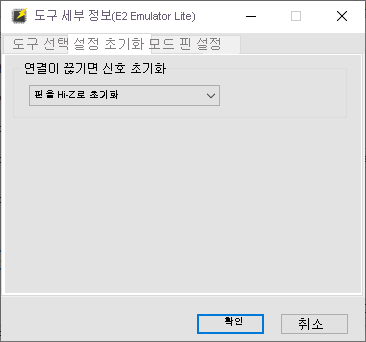 도구 세부 정보(E2 Emulator Lite)
도구 선택 설정 초기화 모드 핀 설정
연결이 끊기면 신호 초기화
핀을 Hi-Z로 초기화
확인 취소